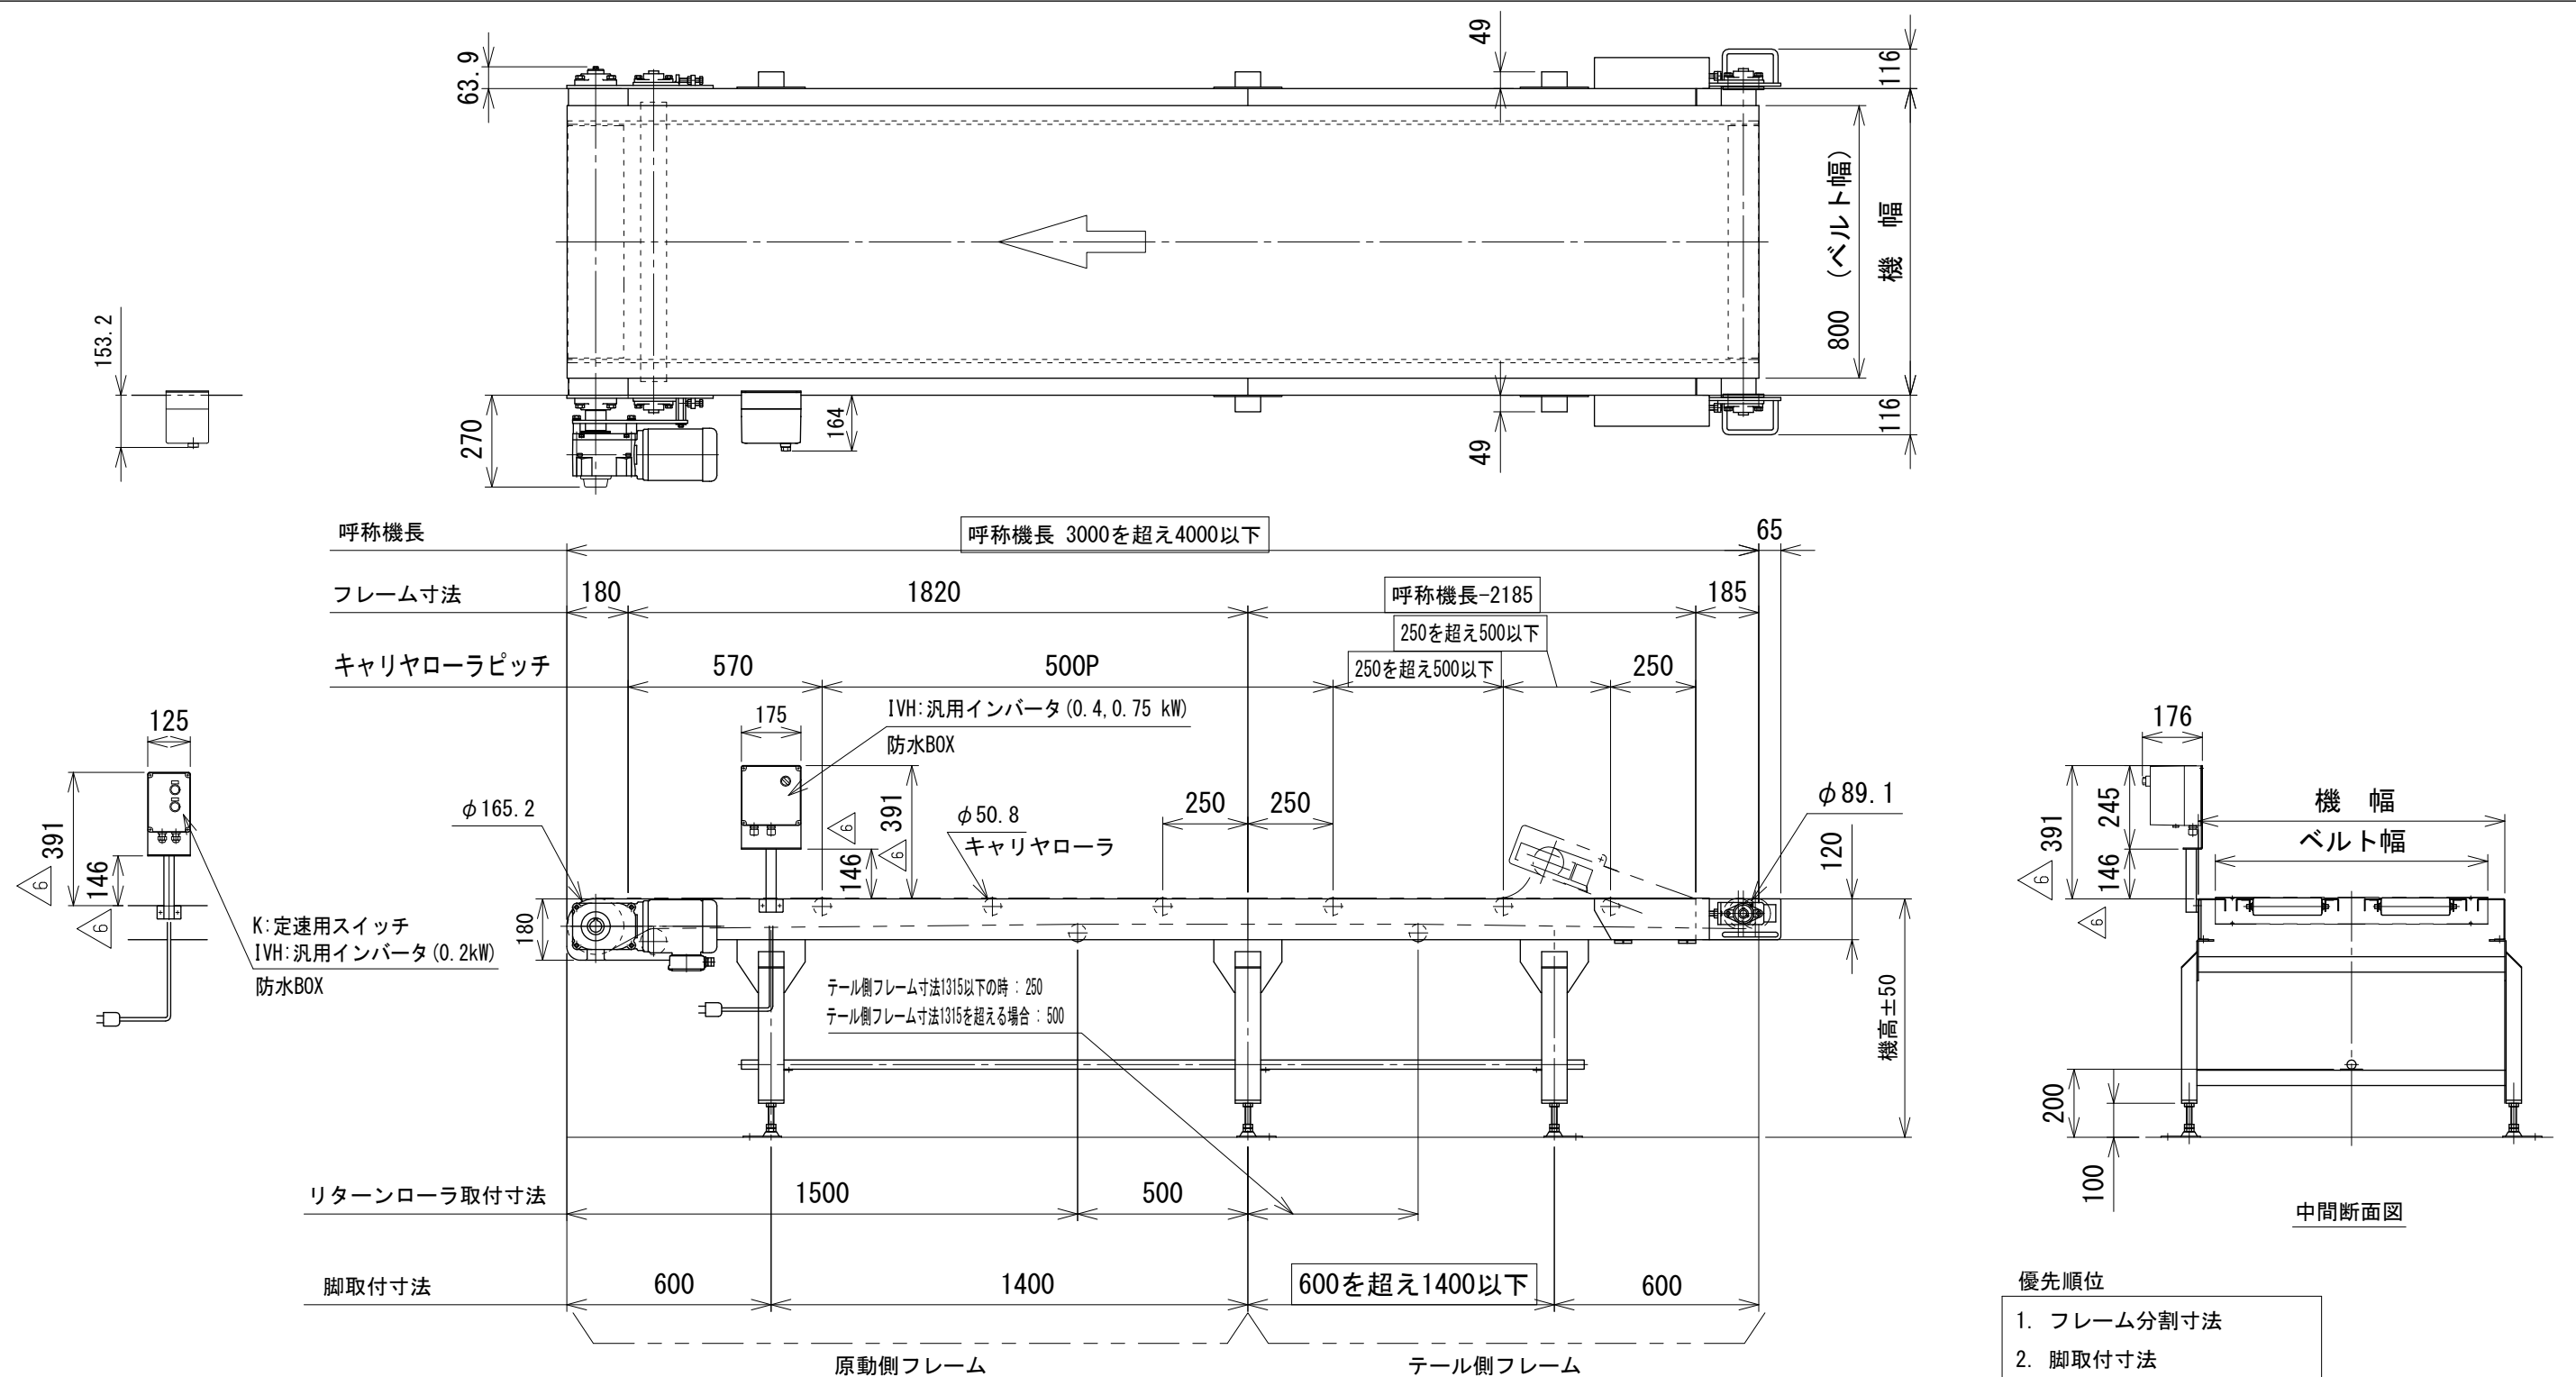 63.9
49
116
153.2
800 (ベルト幅)
機 幅
270
164
49
116
呼称機長
呼称機長 3000を超え4000以下
65
フレーム寸法
180
1820
呼称機長-2185
185
250を超え500以下
キャリヤローラピッチ
570
500P
250を超え500以下
250
125
175
IVH:汎用インバータ(0.4,0.75 kW)
防水BOX
176
391
146
6
6
φ165.2
391
146
6
6
φ50.8
キャリヤローラ
250
250
φ89.1
120
391
245
146
6
6
機 幅
ベルト幅
180
K:定速用スイッチ
IVH:汎用インバータ(0.2kW)
防水BOX
テール側フレーム寸法1315以下の時 : 250
テール側フレーム寸法1315を超える場合 : 500
機高±50
200
100
リターンローラ取付寸法
1500
500
中間断面図
脚取付寸法
600
1400
600を超え1400以下
600
原動側フレーム
テール側フレーム
優先順位
1. フレーム分割寸法
2. 脚取付寸法